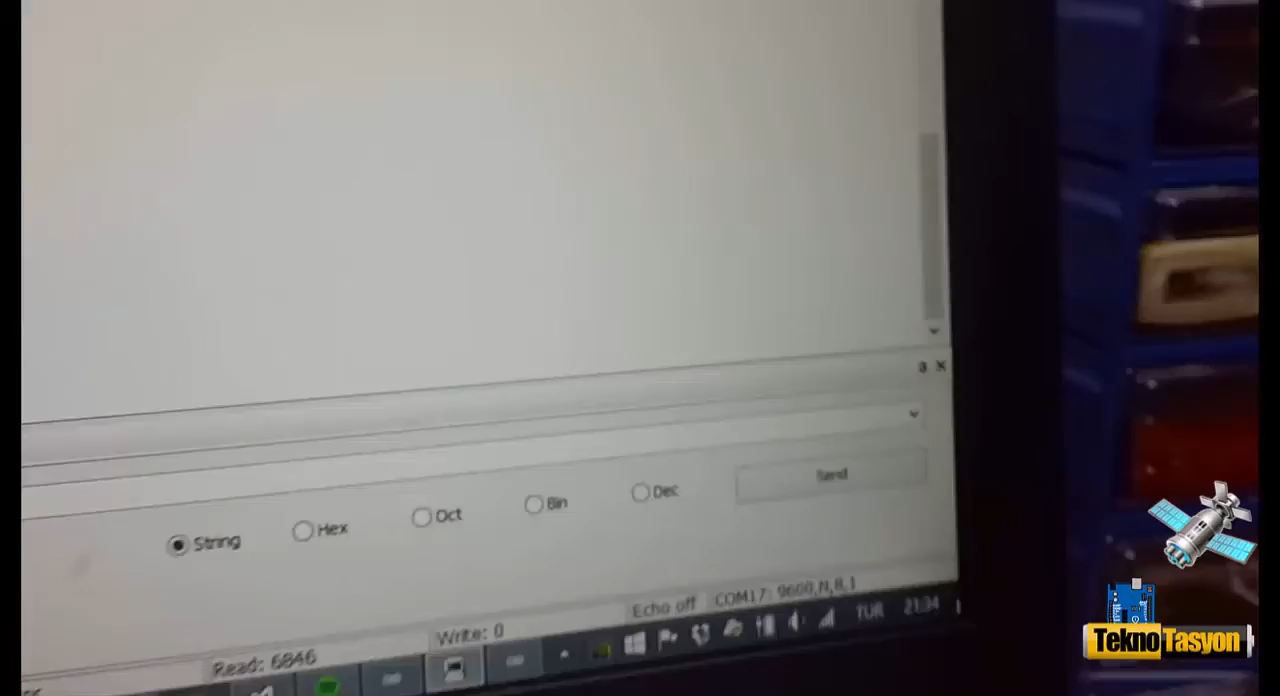 String Hex Oct Bin Dec Send
Echo off COM17: 9600,N,8,1
Read: 6846 Write: 0
TUR 21:34
TeknoTasyon